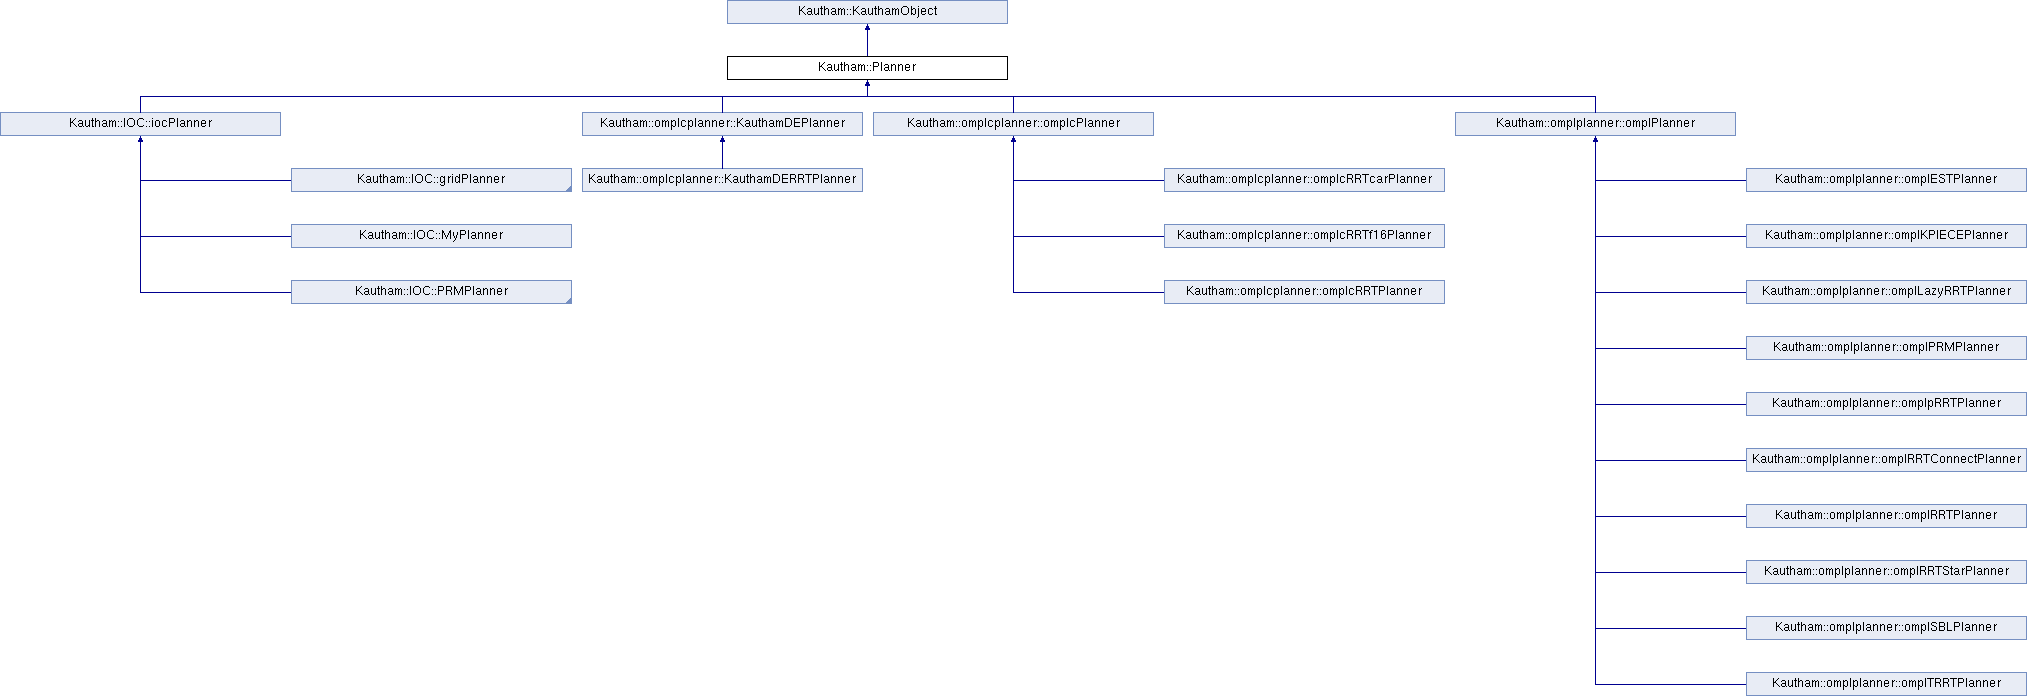 Kautham::KauthamObject
Kautham::Planner
Kautham::IOC::iocPlanner
Kautham::omplcplanner::KauthamDEPlanner
Kautham::omplcplanner::omplcPlanner
Kautham::omplplanner::omplPlanner
Kautham::IOC::gridPlanner
Kautham::omplcplanner::KauthamDERRTPlanner
Kautham::omplcplanner::omplcRRTcarPlanner
Kautham::omplplanner::omplESTPlanner
Kautham::IOC::MyPlanner
Kautham::omplcplanner::omplcRRTf16Planner
Kautham::omplplanner::omplKPIECEPlanner
Kautham::IOC::PRMPlanner
Kautham::omplcplanner::omplcRRTPlanner
Kautham::omplplanner::omplLazyRRTPlanner
Kautham::omplplanner::omplPRMPlanner
Kautham::omplplanner::omplpRRTPlanner
Kautham::omplplanner::omplRRTConnectPlanner
Kautham::omplplanner::omplRRTPlanner
Kautham::omplplanner::omplRRTStarPlanner
Kautham::omplplanner::omplSBLPlanner
Kautham::omplplanner::omplTRRTPlanner